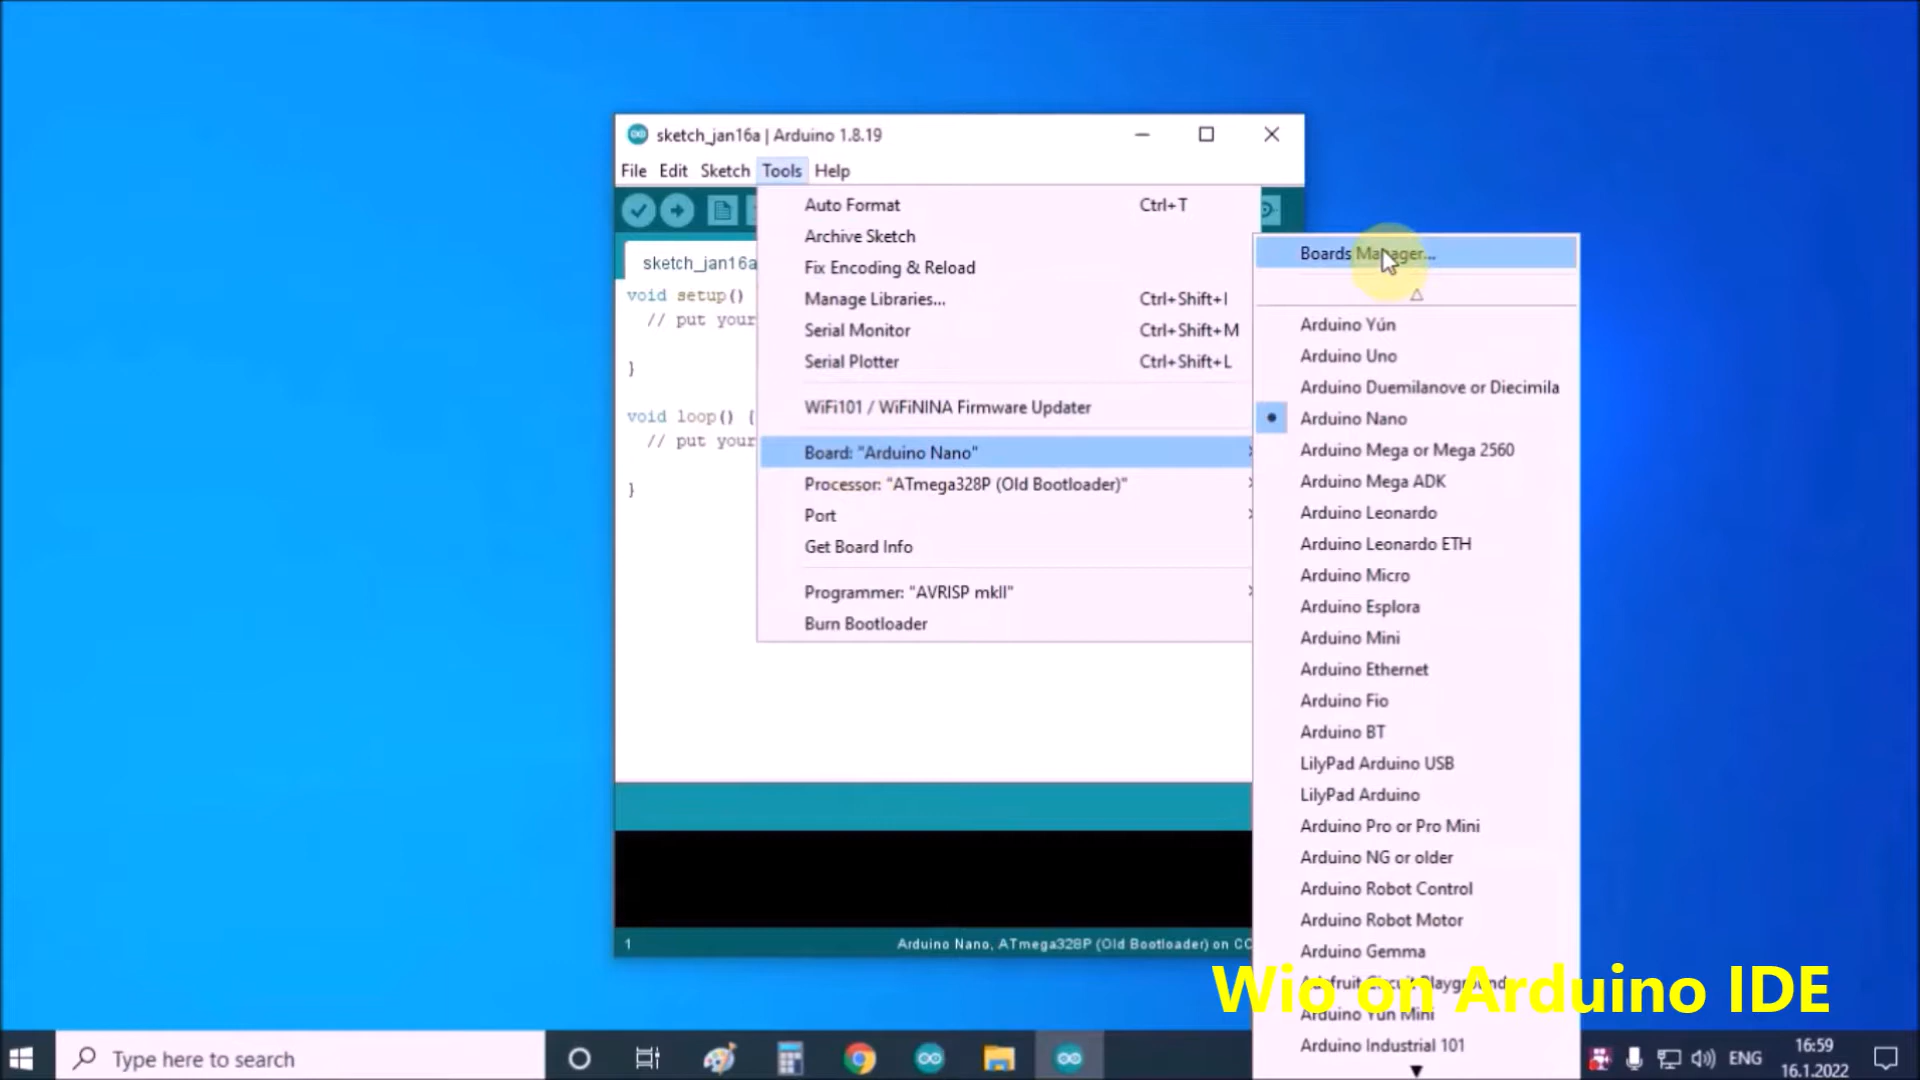 sketch_jan16a | Arduino 1.8.19
File Edit Sketch Tools Help
Auto Format Ctrl+T
Archive Sketch
Fix Encoding & Reload
Manage Libraries... Ctrl+Shift+I
Serial Monitor Ctrl+Shift+M
Serial Plotter Ctrl+Shift+L
WiFi101 / WiFiNINA Firmware Updater
Board: "Arduino Nano"
Processor: "ATmega328P (Old Bootloader)"
Port
Get Board Info
Programmer: "AVRISP mkII"
Burn Bootloader
sketch_jan16a
void setup()
// put your
}
void loop() {
// put your
}
Boards Manager...
Arduino Yún
Arduino Uno
Arduino Duemilanove or Diecimila
Arduino Nano
Arduino Mega or Mega 2560
Arduino Mega ADK
Arduino Leonardo
Arduino Leonardo ETH
Arduino Micro
Arduino Esplora
Arduino Mini
Arduino Ethernet
Arduino Fio
Arduino BT
LilyPad Arduino USB
LilyPad Arduino
Arduino Pro or Pro Mini
Arduino NG or older
Arduino Robot Control
Arduino Robot Motor
Arduino Gemma
Adafruit Circuit Playground
Arduino Yún Mini
Arduino Industrial 101
1 Arduino Nano, ATmega328P (Old Bootloader) on CO
Wio on Arduino IDE
Type here to search
ENG
16:59
16.1.2022